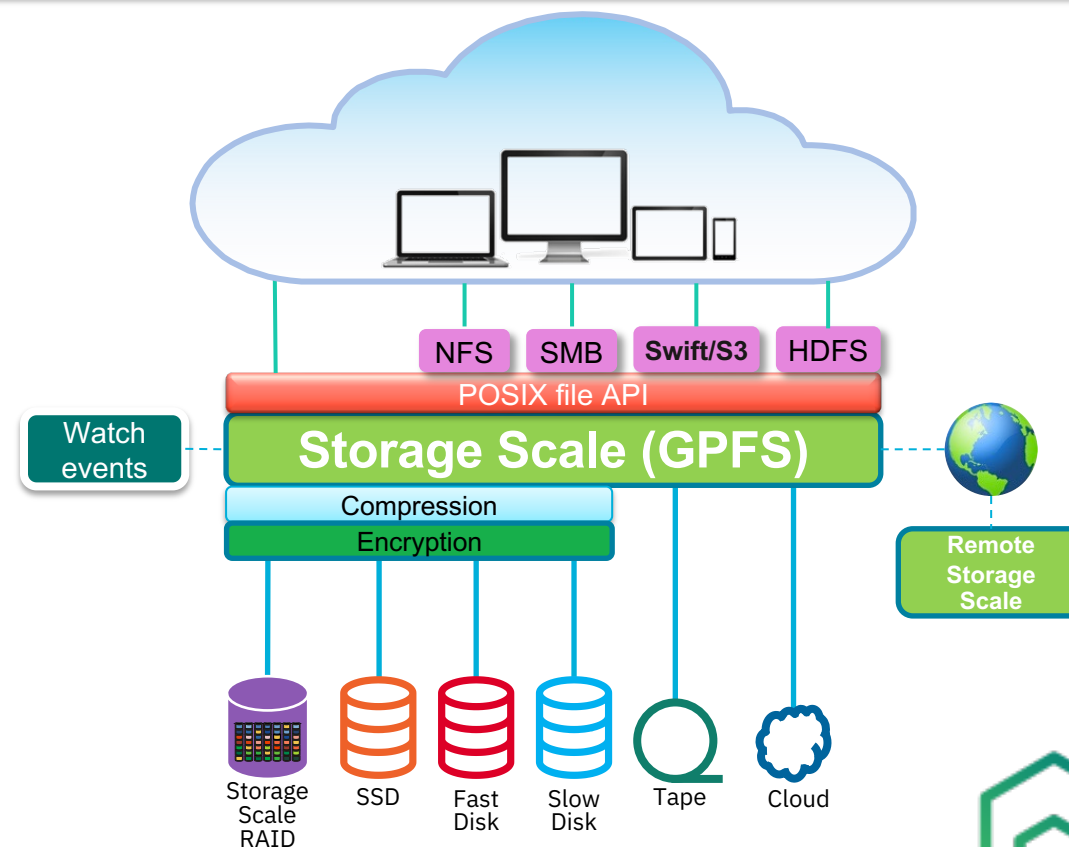 NFS
SMB
Swift/S3
HDFS
POSIX file API
Watch
events
Storage Scale (GPFS)
Compression
Encryption
Remote
Storage
Scale
Storage
Scale
RAID
SSD
Fast
Disk
Slow
Disk
Tape
Cloud